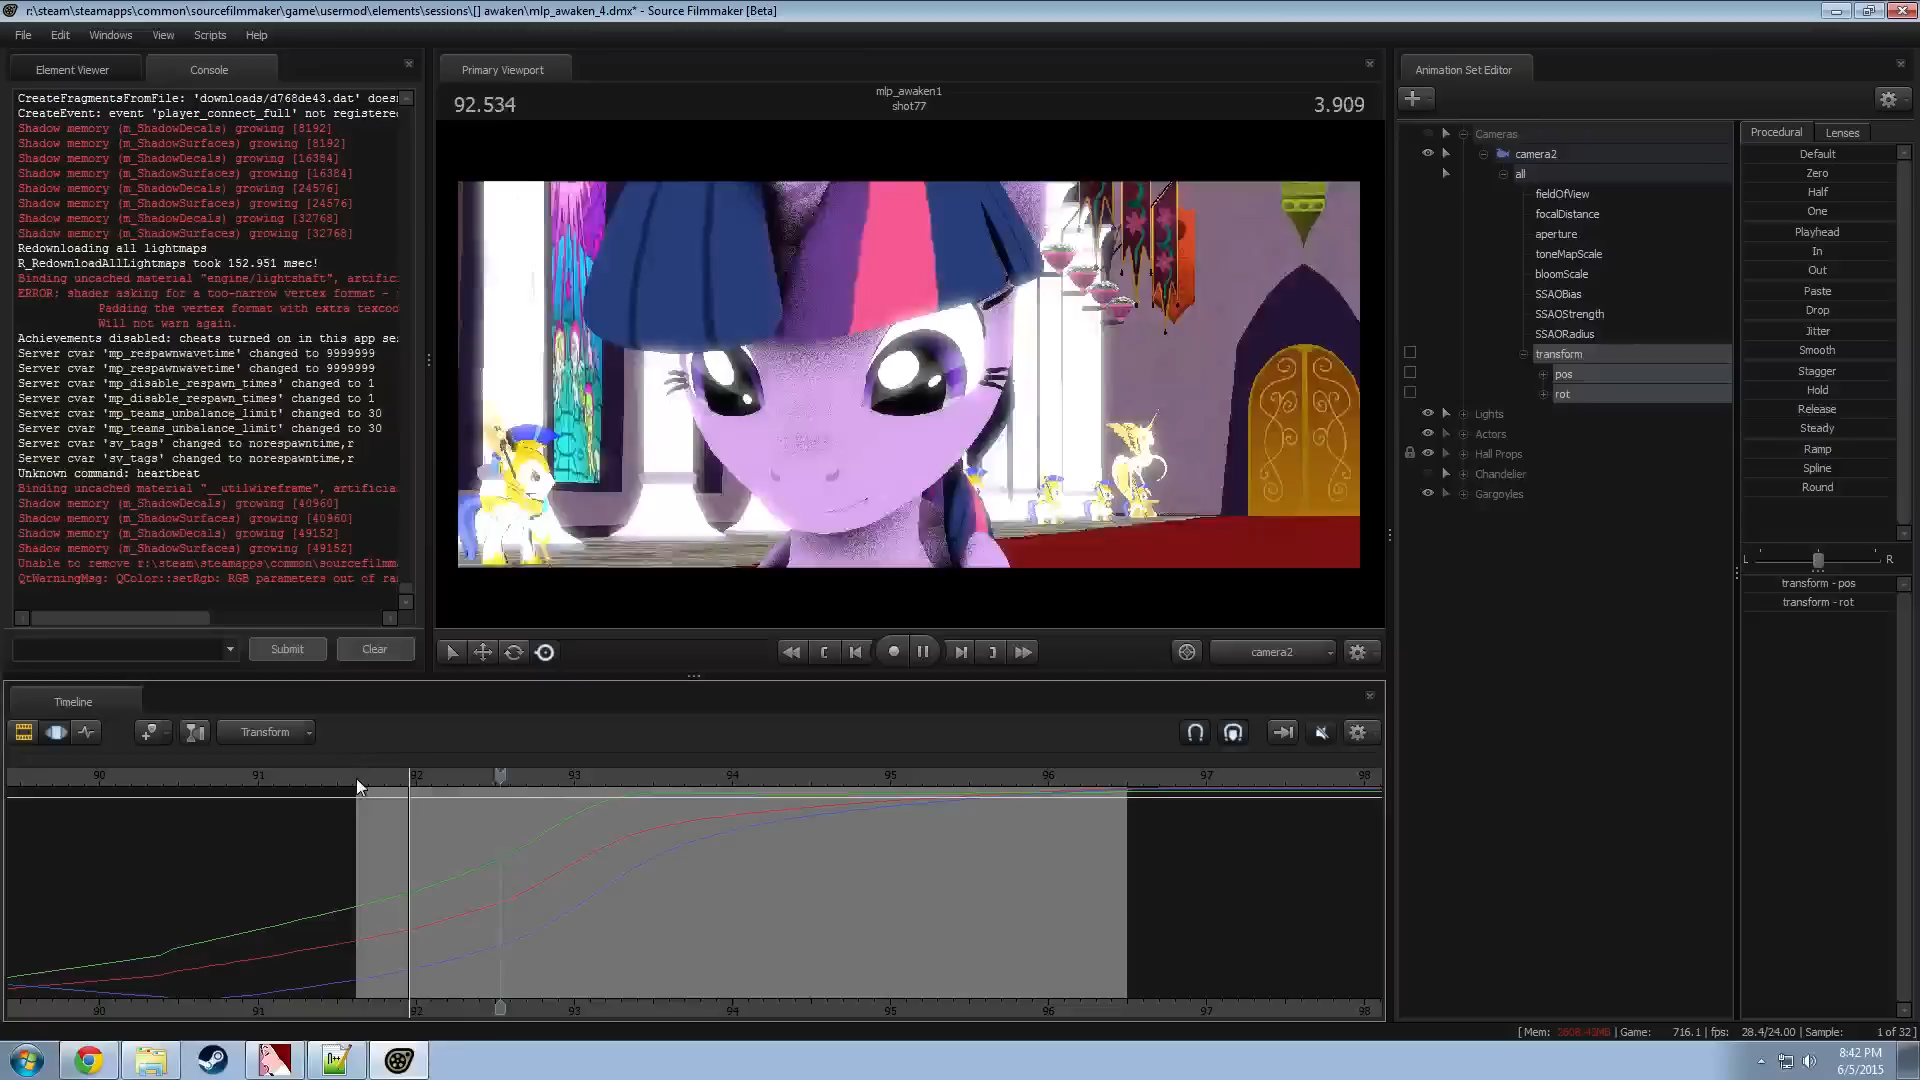 r:\steam\steamapps\common\sourcefilmmaker\game\usermod\elements\sessions\[] awaken\mlp_awaken_4.dmx* - Source Filmmaker [Beta]
File Edit Windows View Scripts Help
Element Viewer Console
CreateFragmentsFromFile: 'downloads/d768de43.dat' does
CreateEvent: event 'player_connect_full' not registered
Shadow memory (m_ShadowDecals) growing [8192]
Shadow memory (m_ShadowSurfaces) growing [8192]
Shadow memory (m_ShadowDecals) growing [16384]
Shadow memory (m_ShadowSurfaces) growing [16384]
Shadow memory (m_ShadowDecals) growing [24576]
Shadow memory (m_ShadowSurfaces) growing [24576]
Shadow memory (m_ShadowDecals) growing [32768]
Shadow memory (m_ShadowSurfaces) growing [32768]
Redownloading all lightmaps
R_RedownloadAllLightmaps took 152.951 msec!
Binding uncached material "engine/lightshaft", artific
ERROR: shader asking for a too-narrow vertex format -
Padding the vertex format with extra texcoo
Will not warn again.
Achievements disabled: cheats turned on in this app se
Server cvar 'mp_respawnwavetime' changed to 9999999
Server cvar 'mp_respawnwavetime' changed to 9999999
Server cvar 'mp_disable_respawn_times' changed to 1
Server cvar 'mp_disable_respawn_times' changed to 1
Server cvar 'mp_teams_unbalance_limit' changed to 30
Server cvar 'mp_teams_unbalance_limit' changed to 30
Server cvar 'sv_tags' changed to norespawntime,r
Server cvar 'sv_tags' changed to norespawntime,r
Unknown command: heartbeat
Binding uncached material "__utilwireframe", artificia
Shadow memory (m_ShadowDecals) growing [40960]
Shadow memory (m_ShadowSurfaces) growing [40960]
Shadow memory (m_ShadowDecals) growing [49152]
Shadow memory (m_ShadowSurfaces) growing [49152]
Unable to remove r:\steam\steamapps\common\sourcefilmma
QtWarningMsg: QColor::setRgb: RGB parameters out of ra
Submit Clear
Primary Viewport
92.534
mlp_awaken1
shot77
3.909
camera2
Timeline
Transform
90 91 92 93 94 95 96 97 98
90 91 92 93 94 95 96 97 98
Animation Set Editor
Cameras
camera2
all
fieldOfView
focalDistance
aperture
toneMapScale
bloomScale
SSAOBias
SSAOStrength
SSAORadius
transform
pos
rot
Lights
Actors
Hall Props
Chandelier
Gargoyles
Procedural Lenses
Default
Zero
Half
One
Playhead
In
Out
Paste
Drop
Jitter
Smooth
Stagger
Hold
Release
Steady
Ramp
Spline
Round
L R
transform - pos
transform - rot
[ Mem: 2608.43MB | Game: 716.1 | fps: 28.4/24.00 | Sample: 1 of 32 ]
8:42 PM
6/5/2015